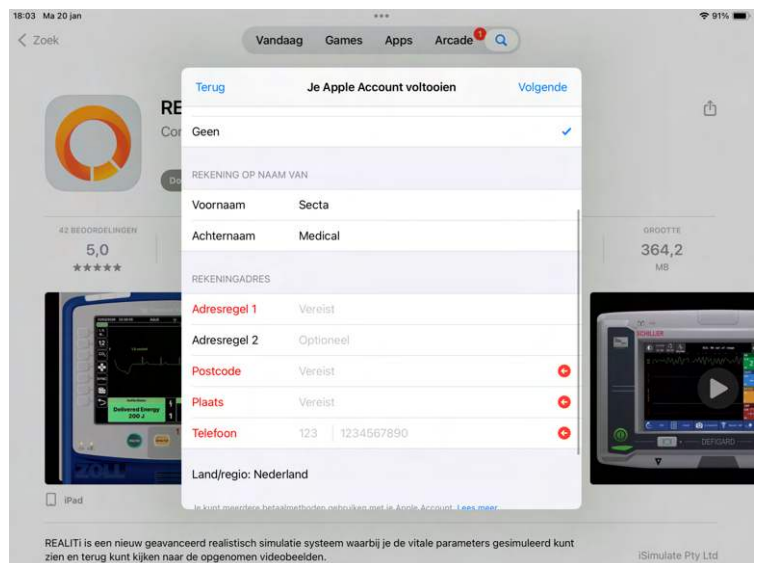 18:03 Ma 20 jan
91%
Zoek
Vandaag Games Apps Arcade 1
Terug Je Apple Account voltooien Volgende
RE
Cor
Do
Geen
REKENING OP NAAM VAN
Voornaam Secta
Achternaam Medical
42 BEOORDELINGEN
5,0
★★★★★
GROOTTE
364,2
MB
REKENINGADRES
Adresregel 1 Vereist
Adresregel 2 Optioneel
Postcode Vereist
Plaats Vereist
Telefoon 123 1234567890
Land/regio: Nederland
Je kunt meerdere betaalmethoden gebruiken met je Apple Account. Lees meer
12
Delivered Energy
200 J
ZOLL
SCHILLER
DEFIGARD
iPad
REALITi is een nieuw geavanceerd realistisch simulatie systeem waarbij je de vitale parameters gesimuleerd kunt
zien en terug kunt kijken naar de opgenomen videobeelden.
iSimulate Pty Ltd